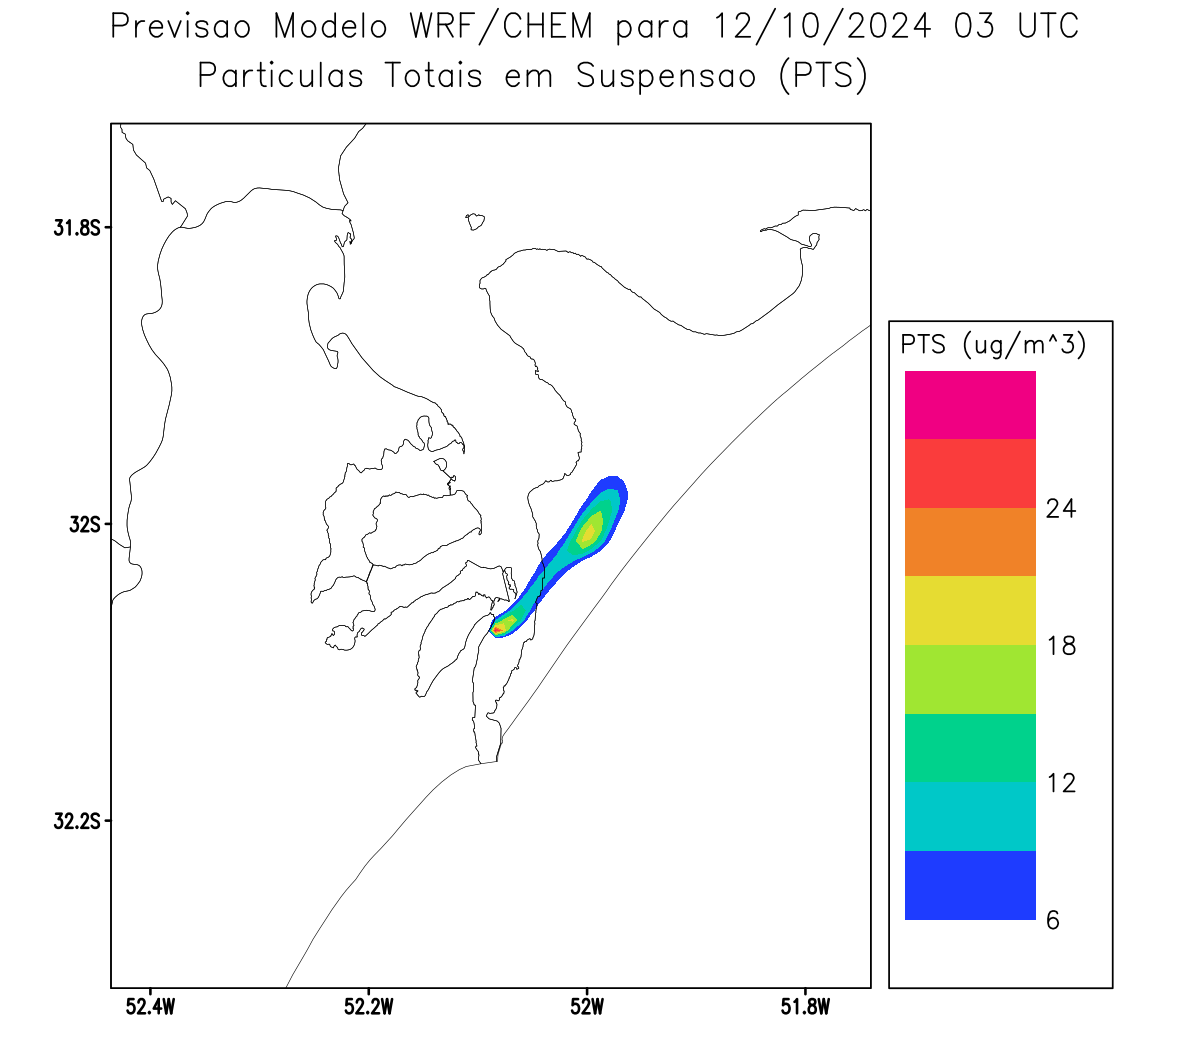 Previsao Modelo WRF/CHEM para 12/10/2024 03 UTC
Particulas Totais em Suspensao (PTS)
31.8S
32S
32.2S
52.4W
52.2W
52W
51.8W
PTS (ug/m^3)
24
18
12
6